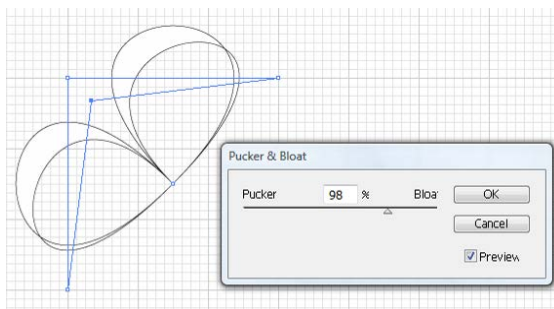 Pucker & Bloat
Pucker 98 % Bloa
OK
Cancel
Preview